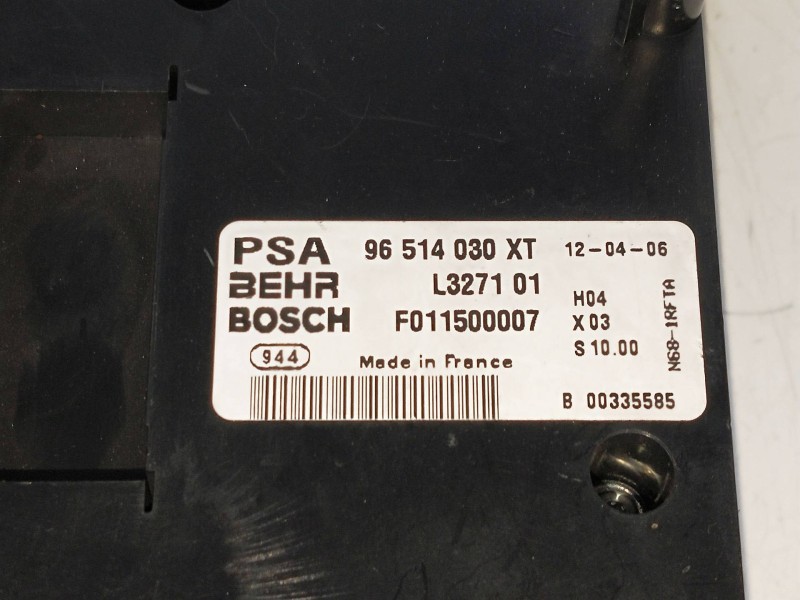 PSA 96 514 030 XT 12-04-06
BEHR L3271 01 H04
BOSCH F011500007 X 03
944 Made in France S 10.00
B 00335585
N68-1RFTA